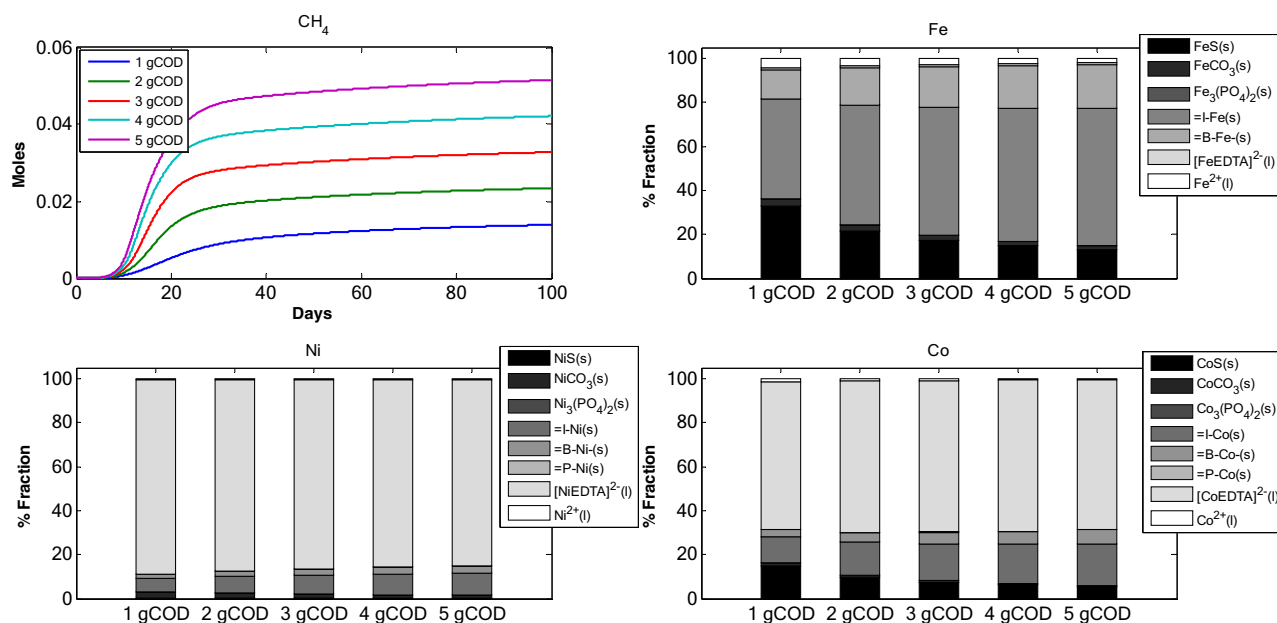 CH4
0.06
0.04
0.02
0
Moles
1 gCOD
2 gCOD
3 gCOD
4 gCOD
5 gCOD
0 20 40 60 80 100
Days
Fe
100
80
60
40
20
0
% Fraction
1 gCOD 2 gCOD 3 gCOD 4 gCOD 5 gCOD
FeS(s)
FeCO3(s)
Fe3(PO4)2(s)
=I-Fe(s)
=B-Fe-(s)
[FeEDTA]2-(l)
Fe2+(l)
Ni
100
80
60
40
20
0
% Fraction
1 gCOD 2 gCOD 3 gCOD 4 gCOD 5 gCOD
NiS(s)
NiCO3(s)
Ni3(PO4)2(s)
=I-Ni(s)
=B-Ni-(s)
=P-Ni(s)
[NiEDTA]2-(l)
Ni2+(l)
Co
100
80
60
40
20
0
% Fraction
1 gCOD 2 gCOD 3 gCOD 4 gCOD 5 gCOD
CoS(s)
CoCO3(s)
Co3(PO4)2(s)
=I-Co(s)
=B-Co-(s)
=P-Co(s)
[CoEDTA]2-(l)
Co2+(l)